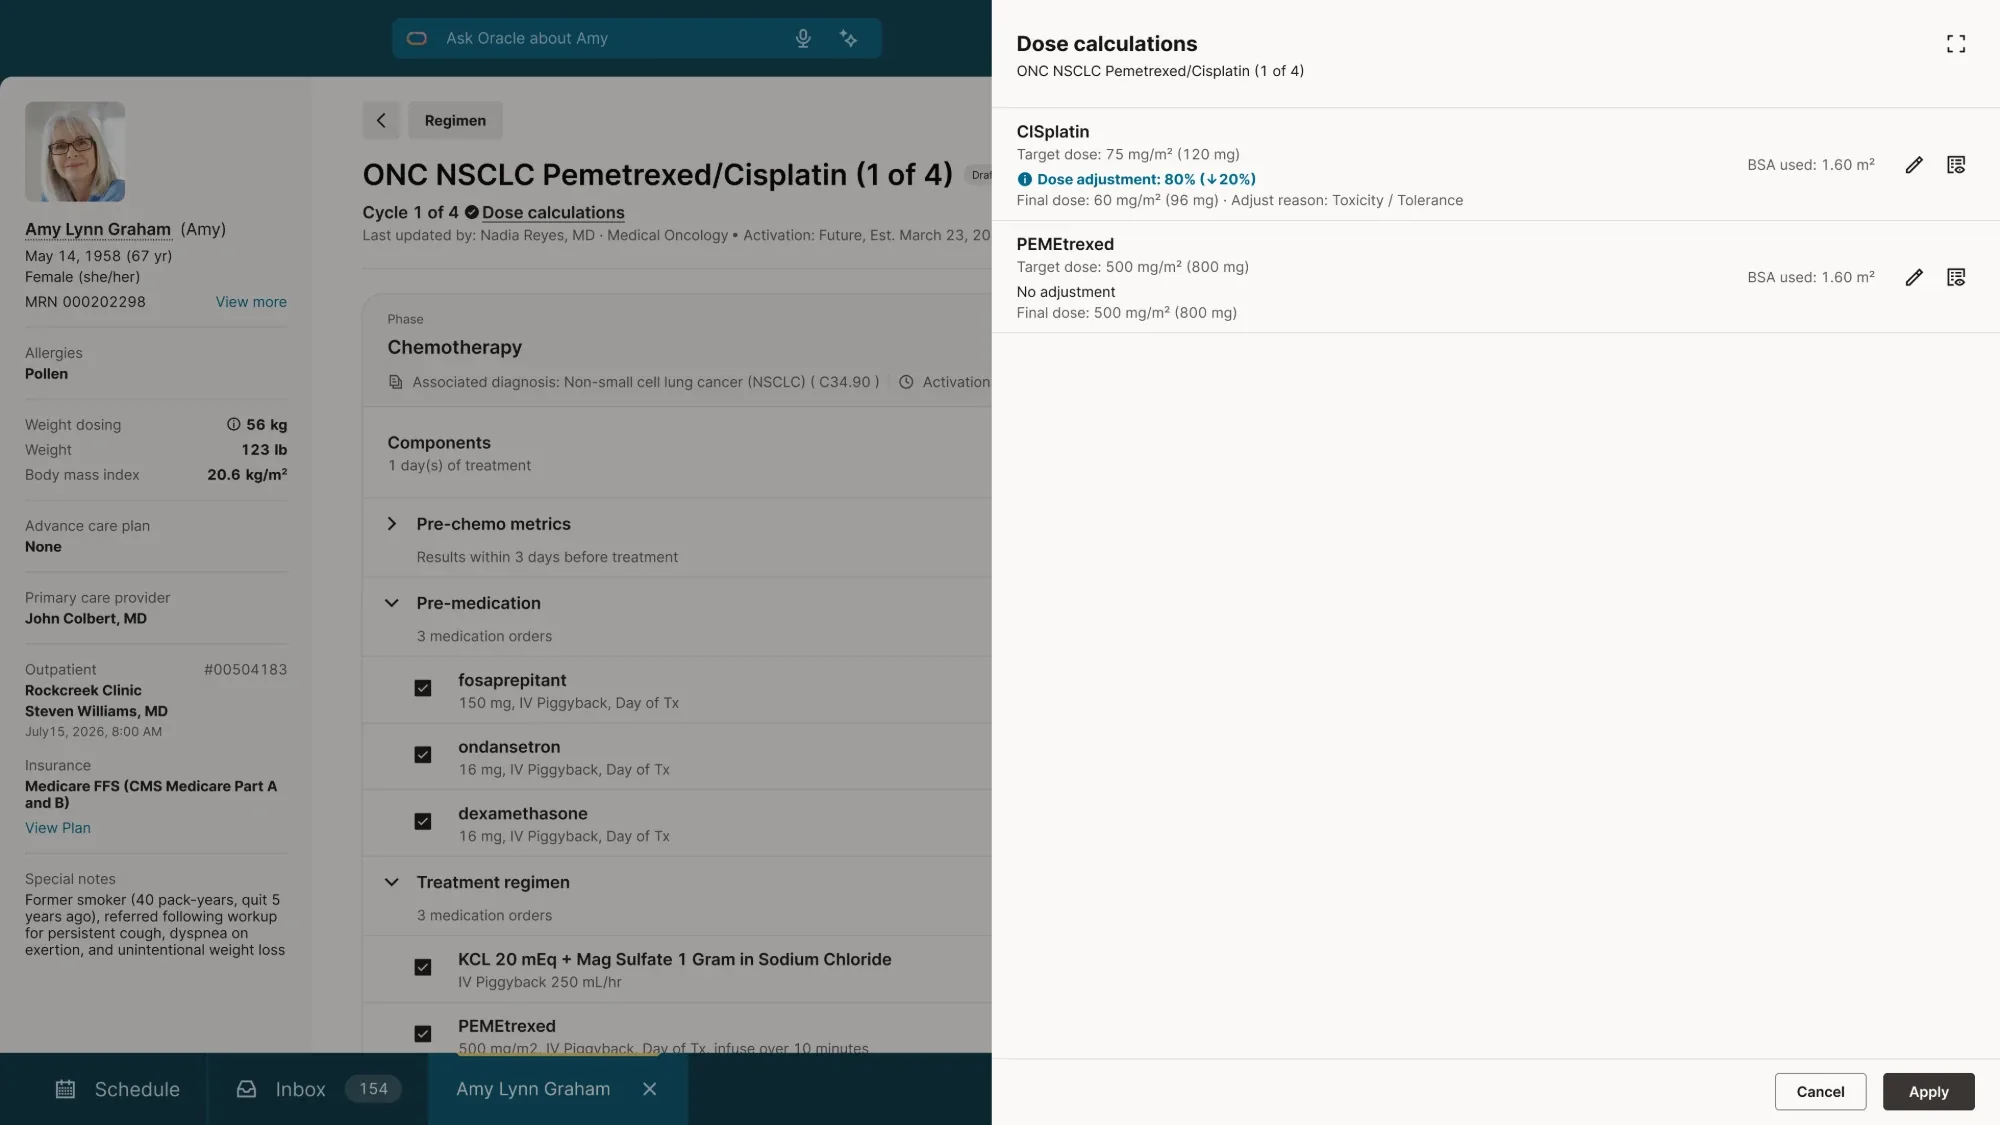 Ask Oracle about Amy
Amy Lynn Graham (Amy)
May 14, 1958 (67 yr)
Female (she/her)
MRN 000202298 View more
Allergies
Pollen
Weight dosing 56 kg
Weight 123 lb
Body mass index 20.6 kg/m²
Advance care plan
None
Primary care provider
John Colbert, MD
Outpatient #00504183
Rockcreek Clinic
Steven Williams, MD
July15, 2026, 8:00 AM
Insurance
Medicare FFS (CMS Medicare Part A
and B)
View Plan
Special notes
Former smoker (40 pack-years, quit 5
years ago), referred following workup
for persistent cough, dyspnea on
exertion, and unintentional weight loss
Regimen
ONC NSCLC Pemetrexed/Cisplatin (1 of 4)
Cycle 1 of 4 Dose calculations
Last updated by: Nadia Reyes, MD · Medical Oncology • Activation: Future, Est. March 23, 20
Phase
Chemotherapy
Associated diagnosis: Non-small cell lung cancer (NSCLC) ( C34.90 ) Activation
Components
1 day(s) of treatment
Pre-chemo metrics
Results within 3 days before treatment
Pre-medication
3 medication orders
fosaprepitant
150 mg, IV Piggyback, Day of Tx
ondansetron
16 mg, IV Piggyback, Day of Tx
dexamethasone
16 mg, IV Piggyback, Day of Tx
Treatment regimen
3 medication orders
KCL 20 mEq + Mag Sulfate 1 Gram in Sodium Chloride
IV Piggyback 250 mL/hr
PEMEtrexed
500 mg/m2, IV Piggyback, Day of Tx, infuse over 10 minutes
Schedule
Inbox 154
Amy Lynn Graham
Dose calculations
ONC NSCLC Pemetrexed/Cisplatin (1 of 4)
CISplatin
Target dose: 75 mg/m² (120 mg)
Dose adjustment: 80% (↓20%)
Final dose: 60 mg/m² (96 mg) · Adjust reason: Toxicity / Tolerance
BSA used: 1.60 m²
PEMEtrexed
Target dose: 500 mg/m² (800 mg)
No adjustment
Final dose: 500 mg/m² (800 mg)
BSA used: 1.60 m²
Cancel
Apply